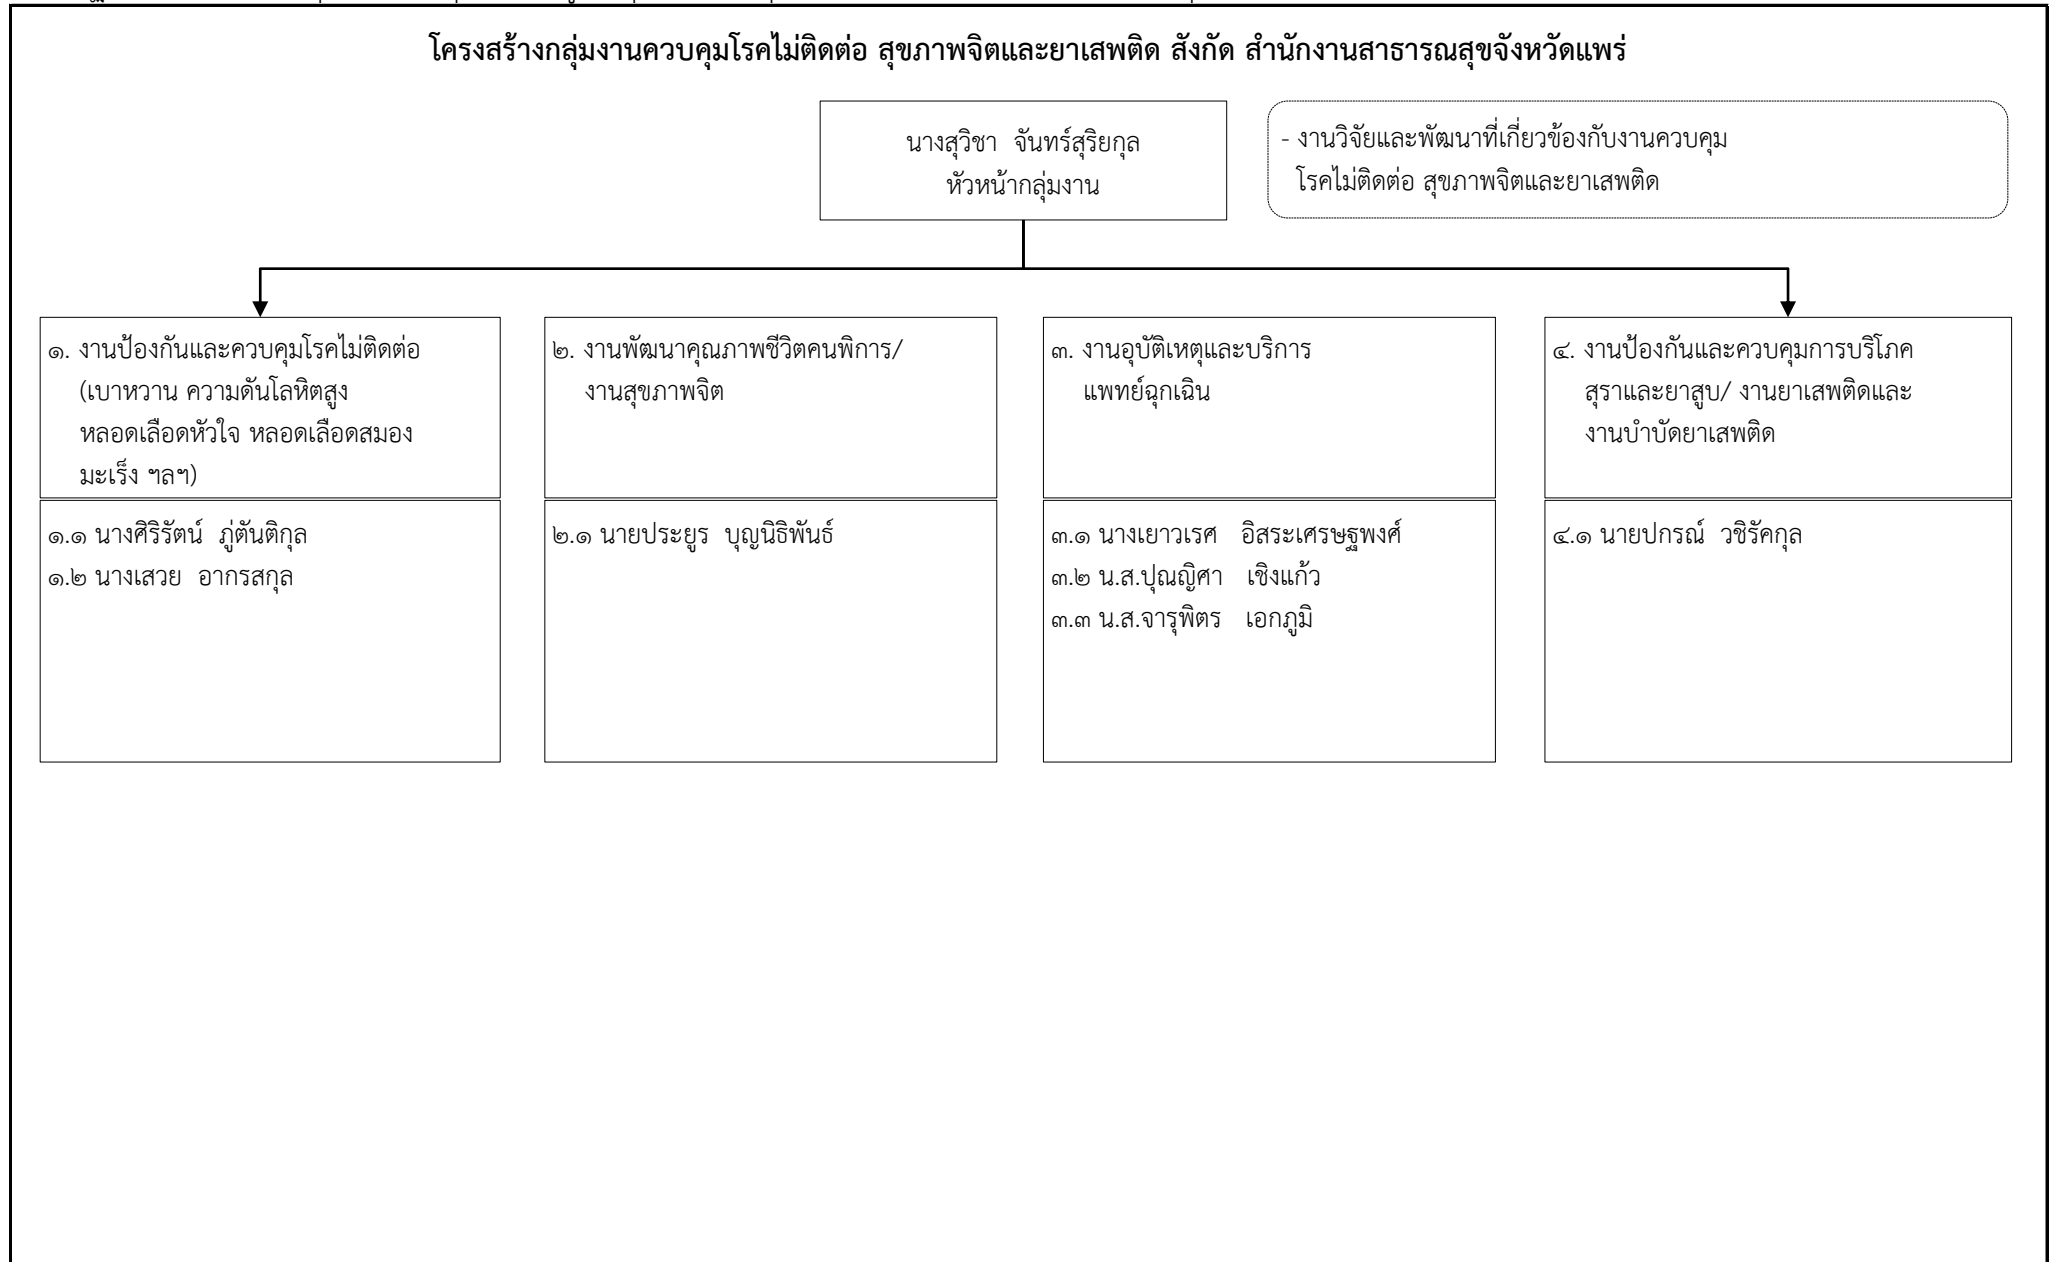 โครงสร้างกลุ่มงานควบคุมโรคไม่ติดต่อ สุขภาพจิตและยาเสพติด สังกัด สำนักงานสาธารณสุขจังหวัดแพร่
นางสุวิชา จันทร์สุริยกุล
หัวหน้ากลุ่มงาน
- งานวิจัยและพัฒนาที่เกี่ยวข้องกับงานควบคุม
โรคไม่ติดต่อ สุขภาพจิตและยาเสพติด
๑. งานป้องกันและควบคุมโรคไม่ติดต่อ
(เบาหวาน ความดันโลหิตสูง
หลอดเลือดหัวใจ หลอดเลือดสมอง
มะเร็ง ฯลฯ)
๑.๑ นางศิริรัตน์ ภู่ตันติกุล
๑.๒ นางเสวย อากรสกุล
๒. งานพัฒนาคุณภาพชีวิตคนพิการ/
งานสุขภาพจิต
๒.๑ นายประยูร บุญนิธิพันธ์
๓. งานอุบัติเหตุและบริการ
แพทย์ฉุกเฉิน
๓.๑ นางเยาวเรศ อิสระเศรษฐพงศ์
๓.๒ น.ส.ปุณญิศา เชิงแก้ว
๓.๓ น.ส.จารุพิตร เอกภูมิ
๔. งานป้องกันและควบคุมการบริโภค
สุราและยาสูบ/ งานยาเสพติดและ
งานบำบัดยาเสพติด
๔.๑ นายปกรณ์ วชิรัคกุล